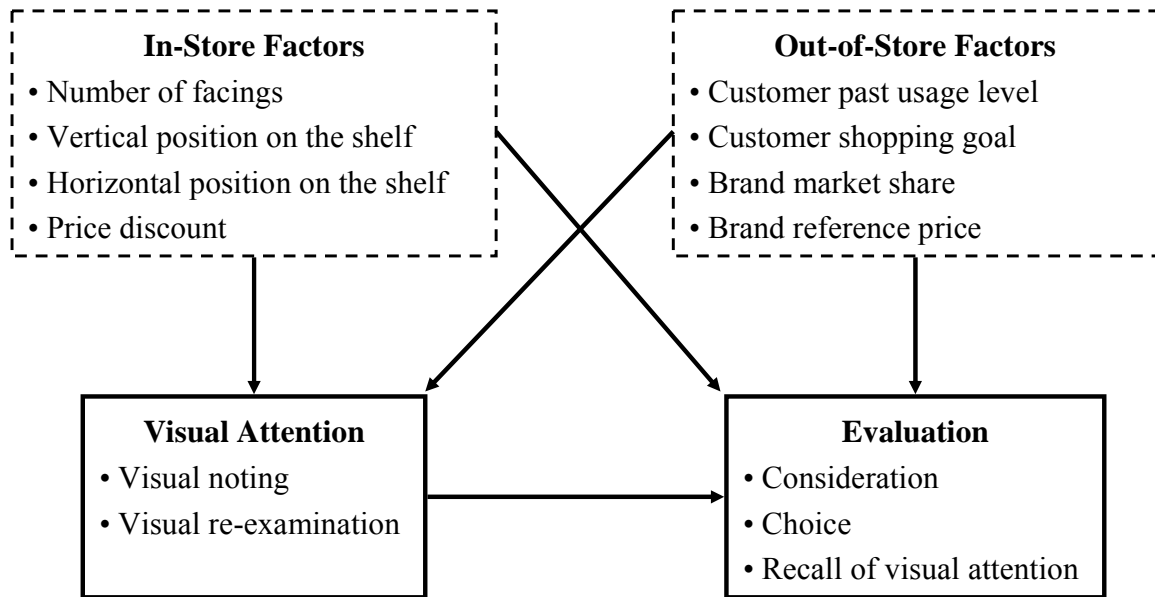 In-Store Factors
• Number of facings
• Vertical position on the shelf
• Horizontal position on the shelf
• Price discount
Out-of-Store Factors
• Customer past usage level
• Customer shopping goal
• Brand market share
• Brand reference price
Visual Attention
• Visual noting
• Visual re-examination
Evaluation
• Consideration
• Choice
• Recall of visual attention